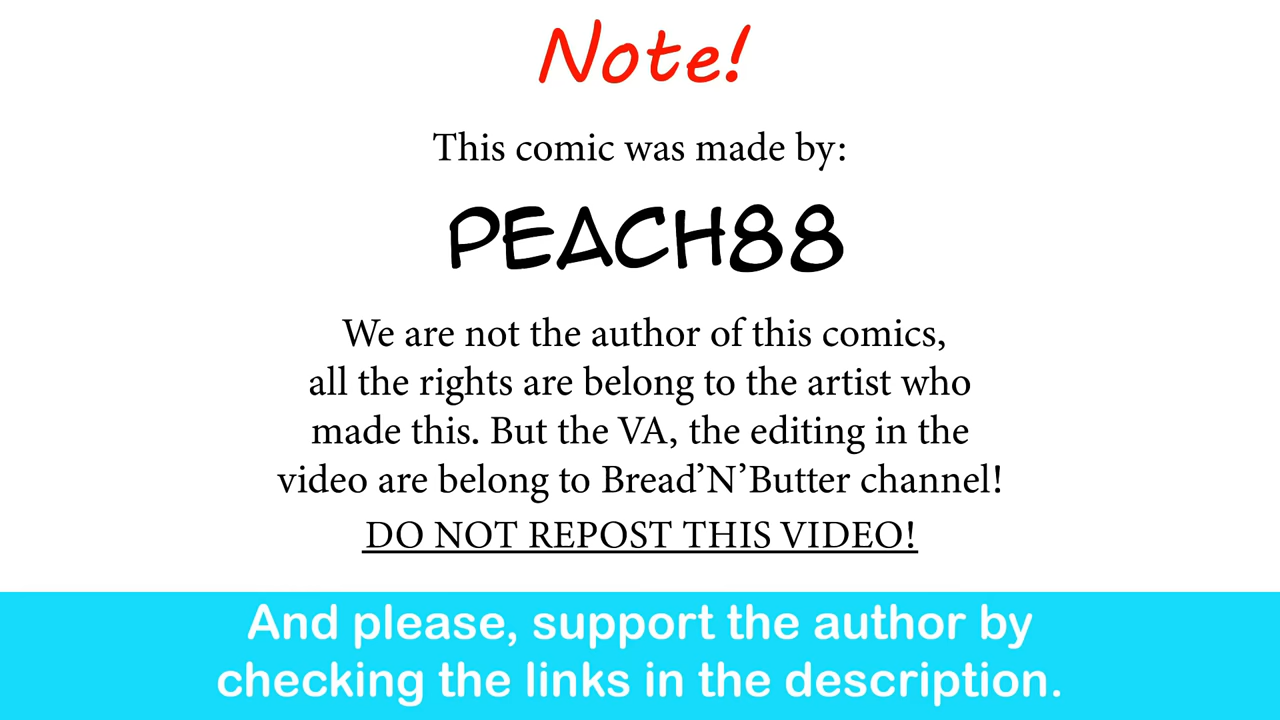 Note!
This comic was made by:
PEACH88
We are not the author of this comics,
all the rights are belong to the artist who
made this. But the VA, the editing in the
video are belong to Bread’N’Butter channel!
DO NOT REPOST THIS VIDEO!
And please, support the author by
checking the links in the description.